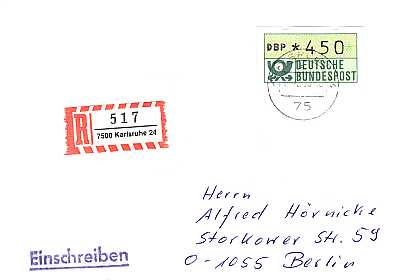 DBP *450
DEUTSCHE
BUNDESPOST
75
R 517
7500 Karlsruhe 24
Herrn
Alfred Hörnicke
Storkower Str. 59
O-1055 Berlin
Einschreiben